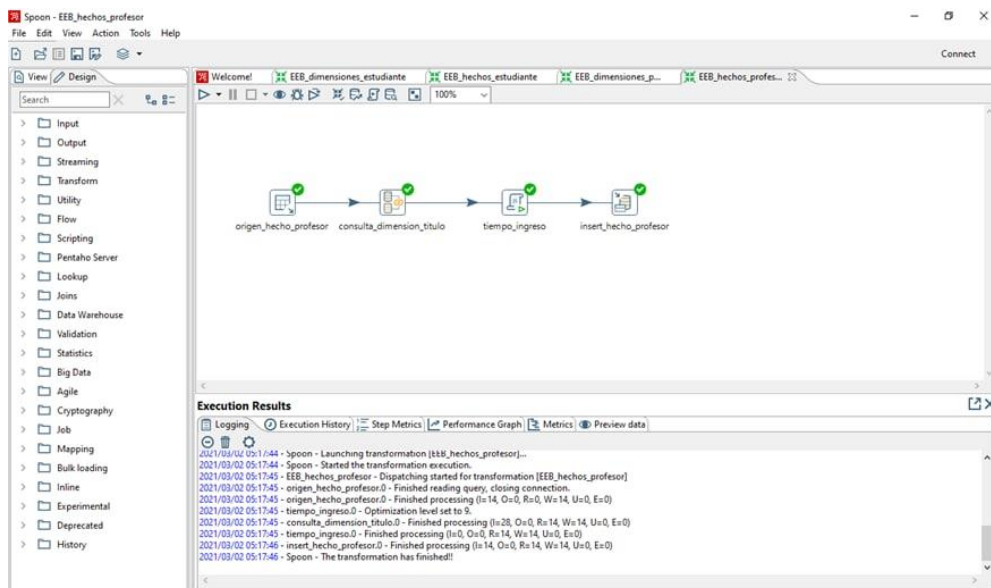 Spoon - EEB_hechos_profesor
File Edit View Action Tools Help
Connect
View Design
Welcome! EEB_dimensiones_estudiante EEB_hechos_estudiante EEB_dimensiones_p... EEB_hechos_profes...
Search
100%
Input
Output
Streaming
Transform
Utility
Flow
Scripting
Pentaho Server
Lookup
Joins
Data Warehouse
Validation
Statistics
Big Data
Agile
Cryptography
Job
Mapping
Bulk loading
Inline
Experimental
Deprecated
History
origen_hecho_profesor consulta_dimension_titulo tiempo_ingreso insert_hecho_profesor
Execution Results
Logging Execution History Step Metrics Performance Graph Metrics Preview data
2021/03/02 05:17:44 - Spoon - Launching transformation [EEB_hechos_profesor]...
2021/03/02 05:17:44 - Spoon - Started the transformation execution.
2021/03/02 05:17:45 - EEB_hechos_profesor - Dispatching started for transformation [EEB_hechos_profesor]
2021/03/02 05:17:45 - origen_hecho_profesor.0 - Finished reading query, closing connection.
2021/03/02 05:17:45 - origen_hecho_profesor.0 - Finished processing (I=14, O=0, R=0, W=14, U=0, E=0)
2021/03/02 05:17:45 - tiempo_ingreso.0 - Optimization level set to 9.
2021/03/02 05:17:45 - consulta_dimension_titulo.0 - Finished processing (I=28, O=0, R=14, W=14, U=0, E=0)
2021/03/02 05:17:45 - tiempo_ingreso.0 - Finished processing (I=0, O=0, R=14, W=14, U=0, E=0)
2021/03/02 05:17:46 - insert_hecho_profesor.0 - Finished processing (I=14, O=0, R=14, W=14, U=0, E=0)
2021/03/02 05:17:46 - Spoon - The transformation has finished!!